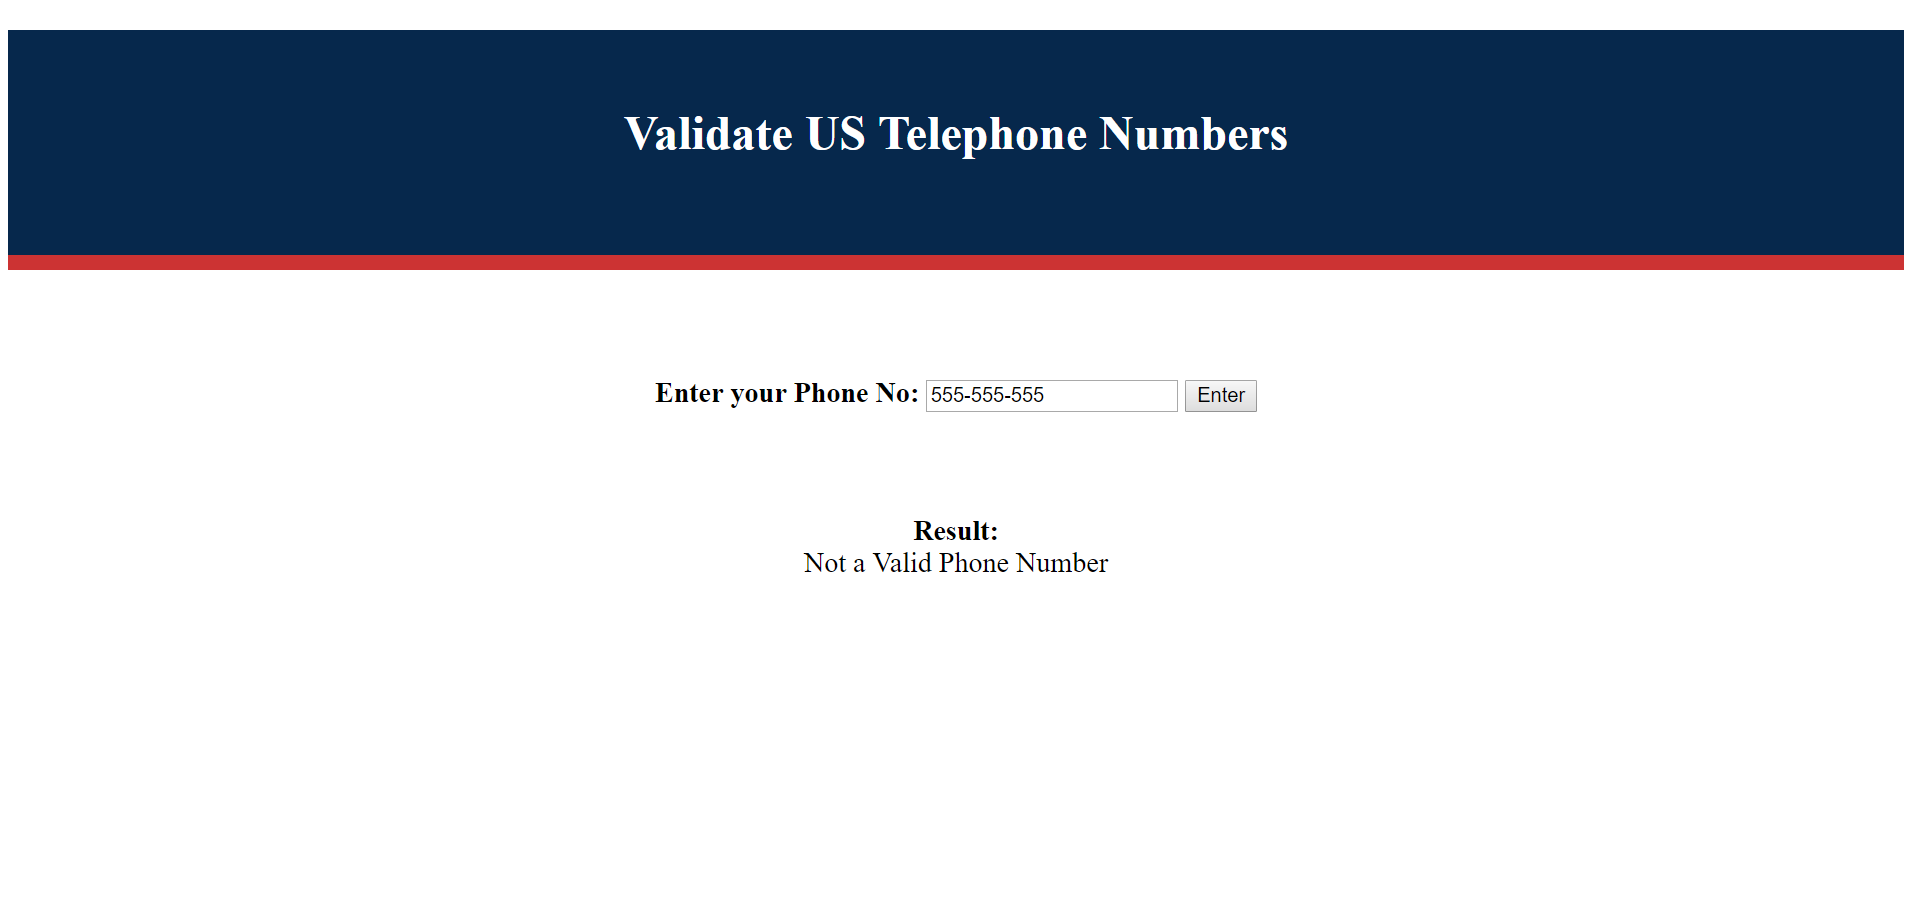 Validate US Telephone Numbers
Enter your Phone No: 555-555-555 Enter
Result:
Not a Valid Phone Number